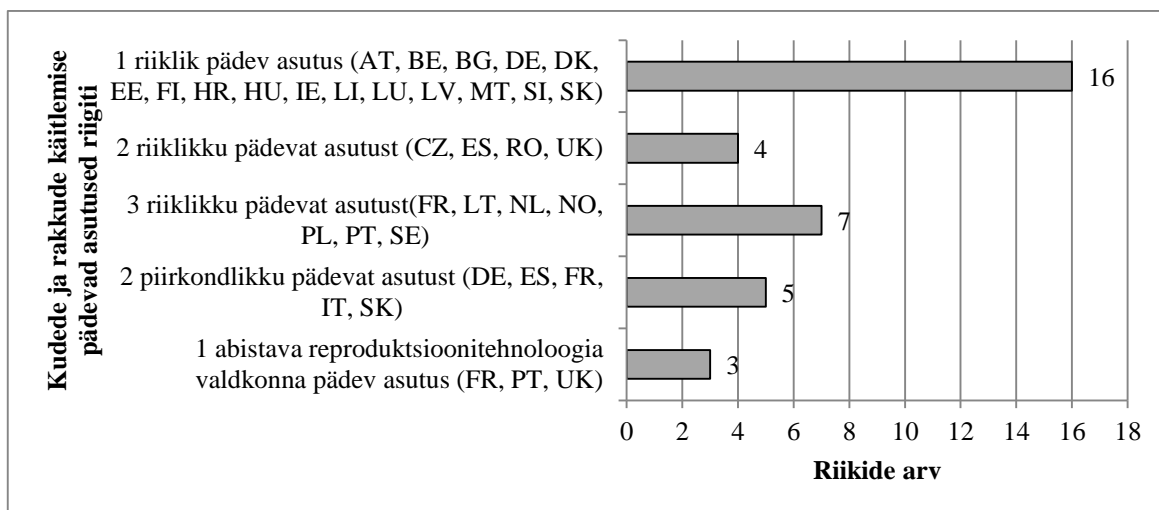 Kudede ja rakkude käitlemise
pädevad asutused riigiti
1 riiklik pädev asutus (AT, BE, BG, DE, DK,
EE, FI, HR, HU, IE, LI, LU, LV, MT, SI, SK)
16
2 riiklikku pädevat asutust (CZ, ES, RO, UK)
4
3 riiklikku pädevat asutust(FR, LT, NL, NO,
PL, PT, SE)
7
2 piirkondlikku pädevat asutust (DE, ES, FR,
IT, SK)
5
1 abistava reproduktsioonitehnoloogia
valdkonna pädev asutus (FR, PT, UK)
3
0 2 4 6 8 10 12 14 16 18
Riikide arv